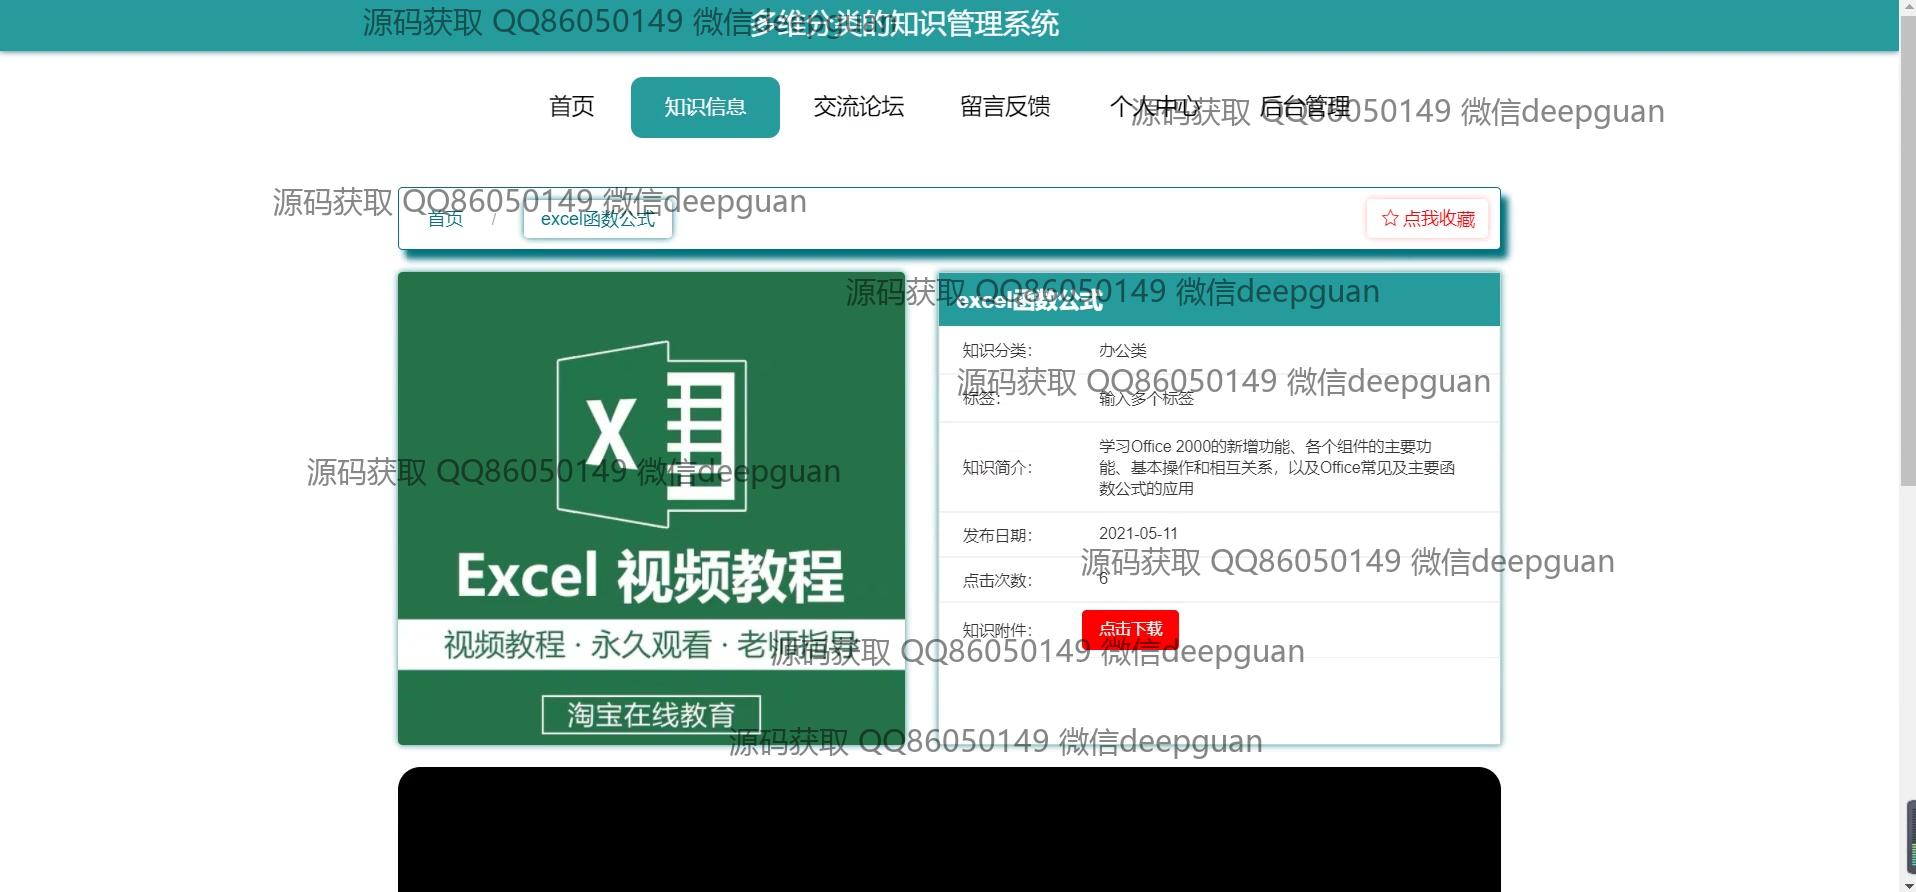 多维分类的知识管理系统
源码获取 QQ86050149 微信deepguan
首页 知识信息 交流论坛 留言反馈 个人中心 后台管理
源码获取 QQ86050149 微信deepguan
源码获取 QQ86050149 微信deepguan
首页 / excel函数公式 ☆ 点我收藏
源码获取 QQ86050149 微信deepguan
excel函数公式
知识分类： 办公类
源码获取 QQ86050149 微信deepguan
标签： 输入多个标签
知识简介： 学习Office 2000的新增功能、各个组件的主要功
能、基本操作和相互关系，以及Office常见及主要函
数公式的应用
源码获取 QQ86050149 微信deepguan
发布日期： 2021-05-11
源码获取 QQ86050149 微信deepguan
点击次数： 6
知识附件： 点击下载
Excel 视频教程
视频教程 · 永久观看 · 老师指导
源码获取 QQ86050149 微信deepguan
淘宝在线教育
源码获取 QQ86050149 微信deepguan